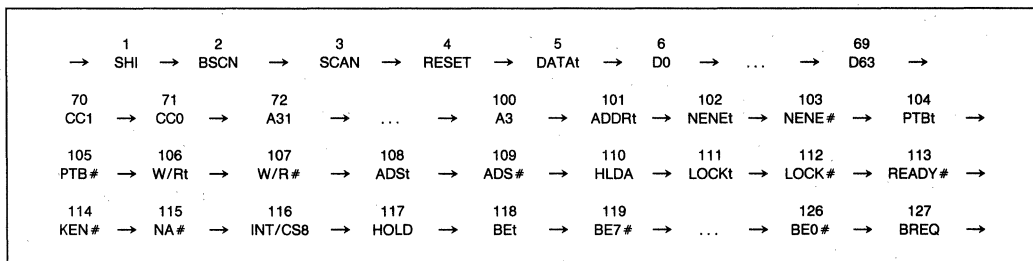 1 2 3 4 5 6 69
→ SHI → BSCN → SCAN → RESET → DATAt → D0 → ... → D63 →
70 71 72 100 101 102 103 104
CC1 → CC0 → A31 → ... → A3 → ADDRt → NENEt → NENE# → PTBt →
105 106 107 108 109 110 111 112 113
PTB# → W/Rt → W/R# → ADSt → ADS# → HLDA → LOCKt → LOCK# → READY# →
114 115 116 117 118 119 126 127
KEN# → NA# → INT/CS8 → HOLD → BEt → BE7# → ... → BE0# → BREQ →